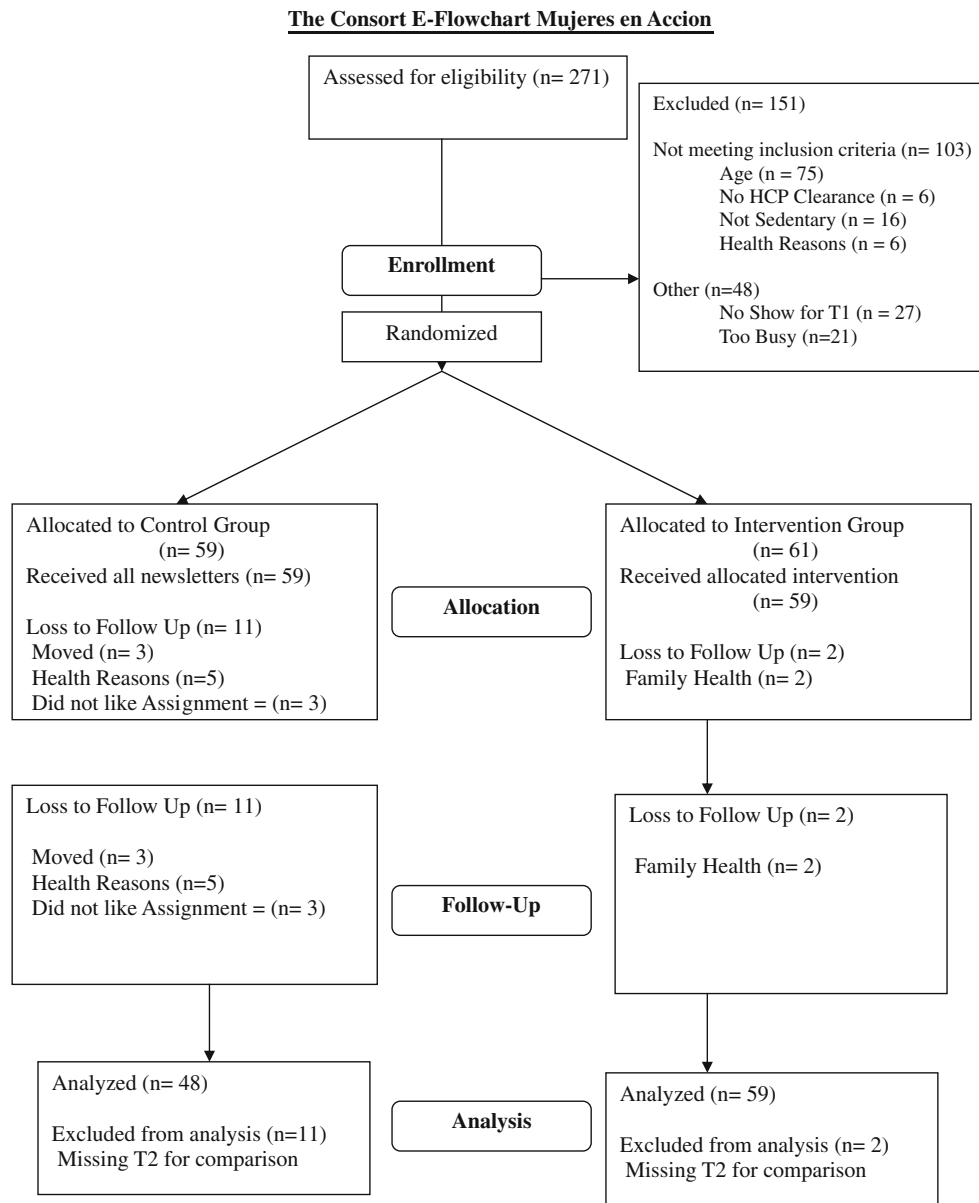 The Consort E-Flowchart Mujeres en Accion
Assessed for eligibility (n= 271)
Excluded (n= 151)
Not meeting inclusion criteria (n= 103)
Age (n = 75)
No HCP Clearance (n = 6)
Not Sedentary (n = 16)
Health Reasons (n = 6)
Other (n=48)
No Show for T1 (n = 27)
Too Busy (n=21)
Enrollment
Randomized
Allocated to Control Group
(n= 59)
Received all newsletters (n= 59)
Loss to Follow Up (n= 11)
Moved (n= 3)
Health Reasons (n=5)
Did not like Assignment = (n= 3)
Allocation
Allocated to Intervention Group
(n= 61)
Received allocated intervention
(n= 59)
Loss to Follow Up (n= 2)
Family Health (n= 2)
Loss to Follow Up (n= 11)
Moved (n= 3)
Health Reasons (n=5)
Did not like Assignment = (n= 3)
Follow-Up
Loss to Follow Up (n= 2)
Family Health (n= 2)
Analyzed (n= 48)
Excluded from analysis (n=11)
Missing T2 for comparison
Analysis
Analyzed (n= 59)
Excluded from analysis (n= 2)
Missing T2 for comparison